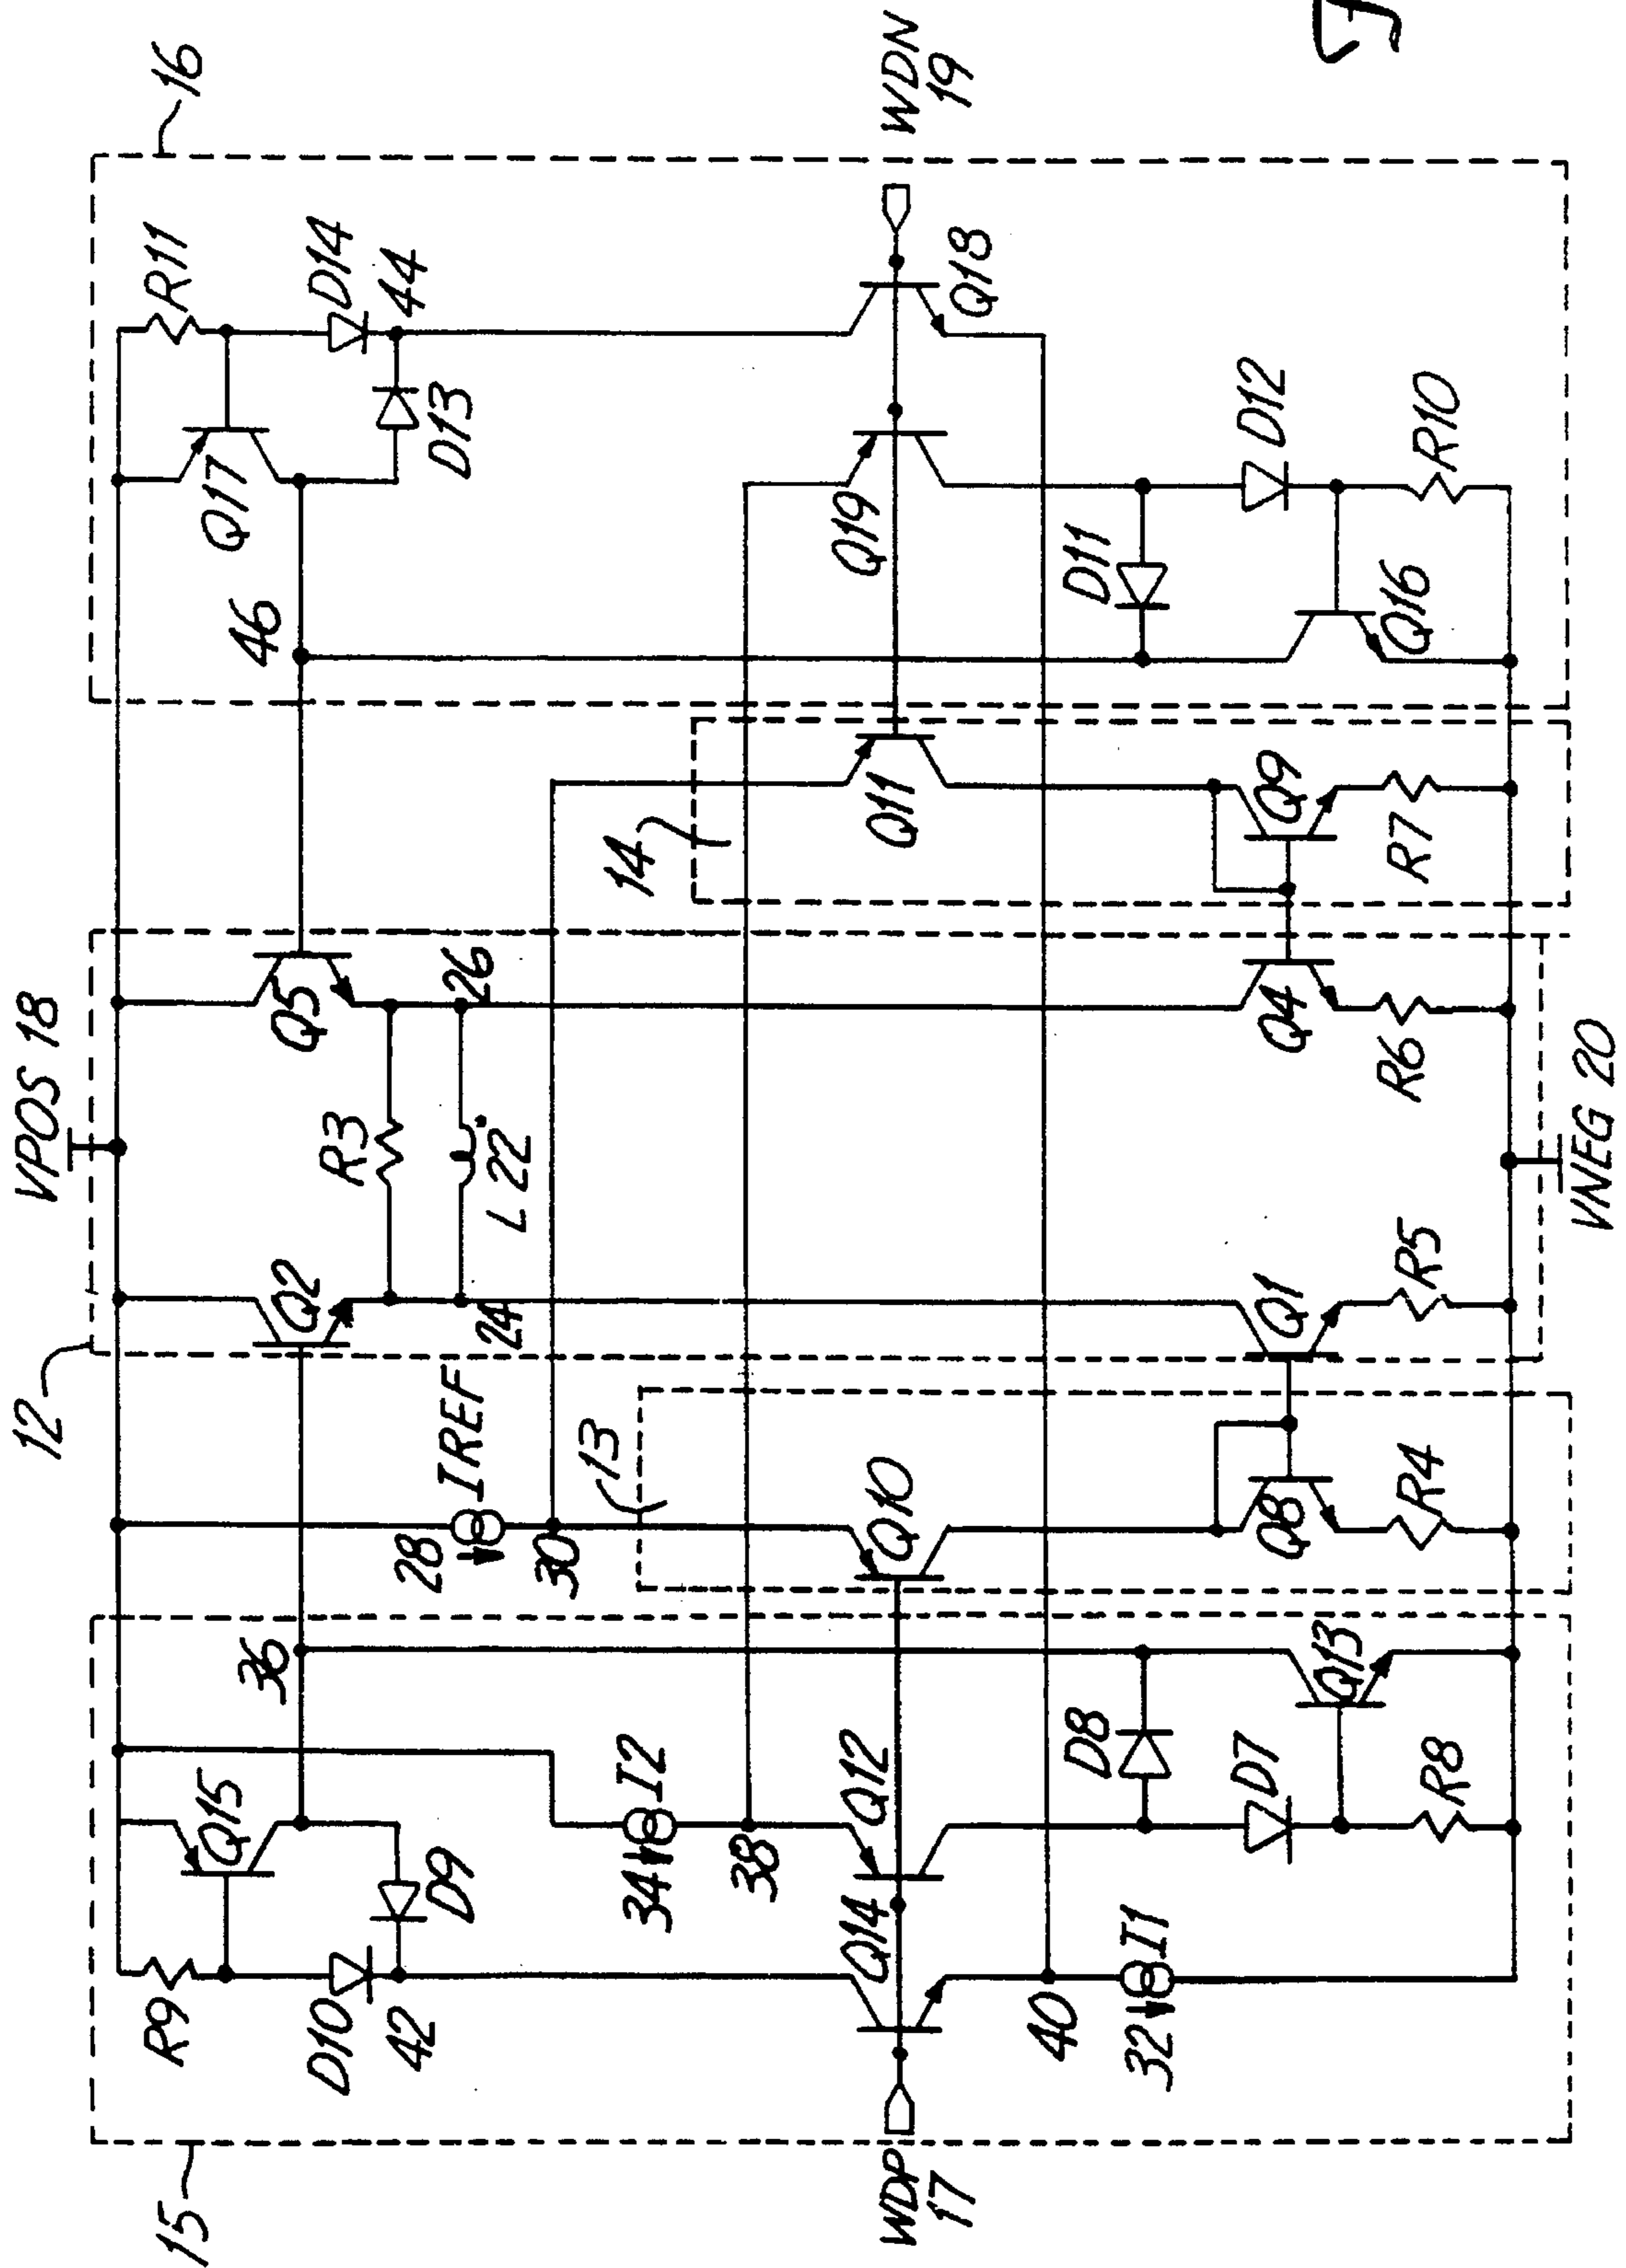 VPOS 18
12
15
16
R9
R11
Q15
Q17
36
46
Q2
Q5
D10
D14
R3
42
D9
28
IREF
24
26
D13
44
L 22
30
13
14
34
I2
38
Q14
Q12
Q10
Q11
Q19
Q18
WDP
17
WDN
19
40
32
I1
D8
D11
D7
Q8
Q1
Q4
Q9
D12
Q13
R8
R4
R5
R6
R7
Q16
R10
VNEG 20